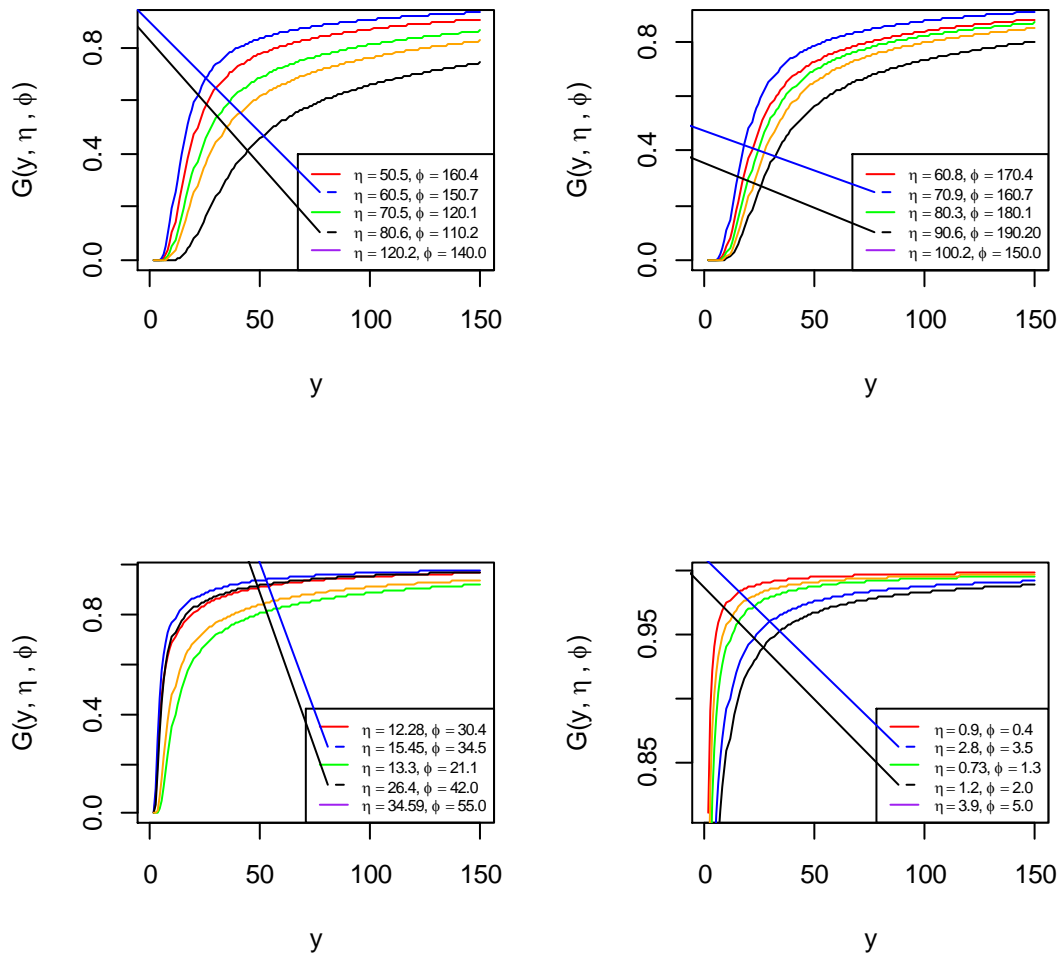 G(y, η , ϕ)
0.0 0.4 0.8
η = 50.5, ϕ = 160.4
η = 60.5, ϕ = 150.7
η = 70.5, ϕ = 120.1
η = 80.6, ϕ = 110.2
η = 120.2, ϕ = 140.0
0 50 100 150
y
G(y, η , ϕ)
0.0 0.4 0.8
η = 60.8, ϕ = 170.4
η = 70.9, ϕ = 160.7
η = 80.3, ϕ = 180.1
η = 90.6, ϕ = 190.20
η = 100.2, ϕ = 150.0
0 50 100 150
y
G(y, η , ϕ)
0.0 0.4 0.8
η = 12.28, ϕ = 30.4
η = 15.45, ϕ = 34.5
η = 13.3, ϕ = 21.1
η = 26.4, ϕ = 42.0
η = 34.59, ϕ = 55.0
0 50 100 150
y
G(y, η , ϕ)
0.85 0.95
η = 0.9, ϕ = 0.4
η = 2.8, ϕ = 3.5
η = 0.73, ϕ = 1.3
η = 1.2, ϕ = 2.0
η = 3.9, ϕ = 5.0
0 50 100 150
y